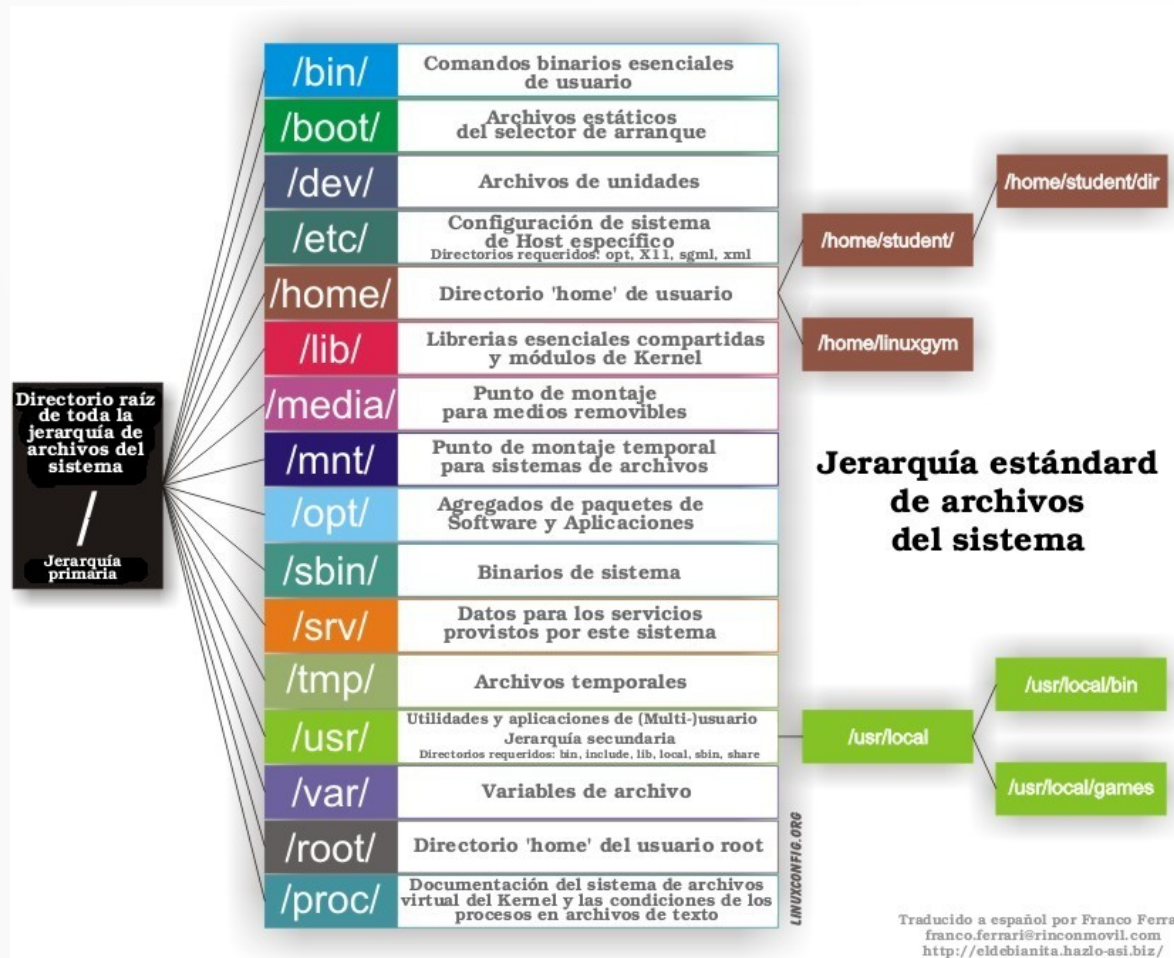 Directorio raíz
de toda la
jerarquía de
archivos del
sistema
/
Jerarquía
primaria
/bin/
Comandos binarios esenciales
de usuario
/boot/
Archivos estáticos
del selector de arranque
/dev/
Archivos de unidades
/etc/
Configuración de sistema
de Host específico
Directorios requeridos: opt, X11, sgml, xml
/home/
Directorio 'home' de usuario
/lib/
Librerias esenciales compartidas
y módulos de Kernel
/media/
Punto de montaje
para medios removibles
/mnt/
Punto de montaje temporal
para sistemas de archivos
/opt/
Agregados de paquetes de
Software y Aplicaciones
/sbin/
Binarios de sistema
/srv/
Datos para los servicios
provistos por este sistema
/tmp/
Archivos temporales
/usr/
Utilidades y aplicaciones de (Multi-)usuario
Jerarquía secundaria
Directorios requeridos: bin, include, lib, local, sbin, share
/var/
Variables de archivo
/root/
Directorio 'home' del usuario root
/proc/
Documentación del sistema de archivos
virtual del Kernel y las condiciones de los
procesos en archivos de texto
/home/student/
/home/student/dir
/home/linuxgym
Jerarquía estándard
de archivos
del sistema
/usr/local
/usr/local/bin
/usr/local/games
LINUXCONFIG.ORG
Traducido a español por Franco Ferra
franco.ferrari@rinconmovil.com
http://eldebianita.hazlo-asi.biz/